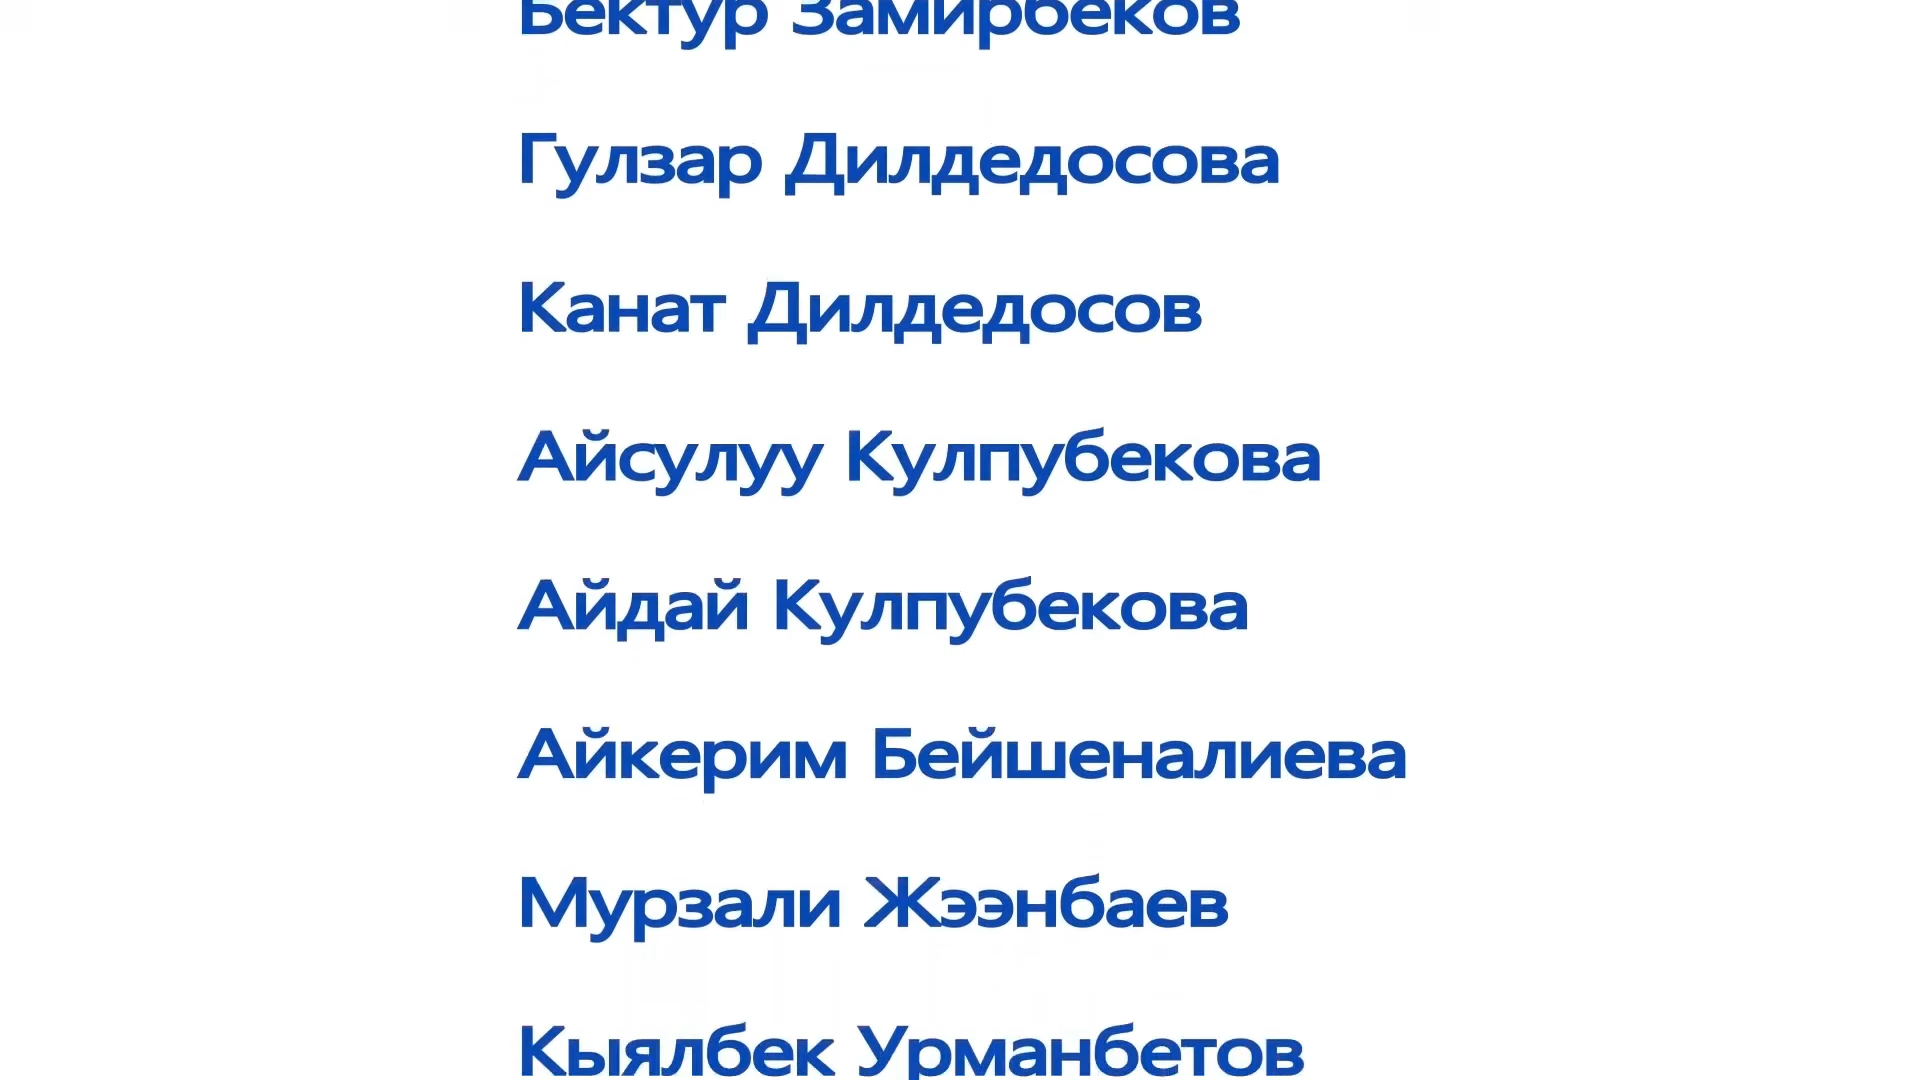 Бектур Замирбеков
Гулзар Дилдедосова
Канат Дилдедосов
Айсулуу Кулпубекова
Айдай Кулпубекова
Айкерим Бейшеналиева
Мурзали Жээнбаев
Кыялбек Урманбетов